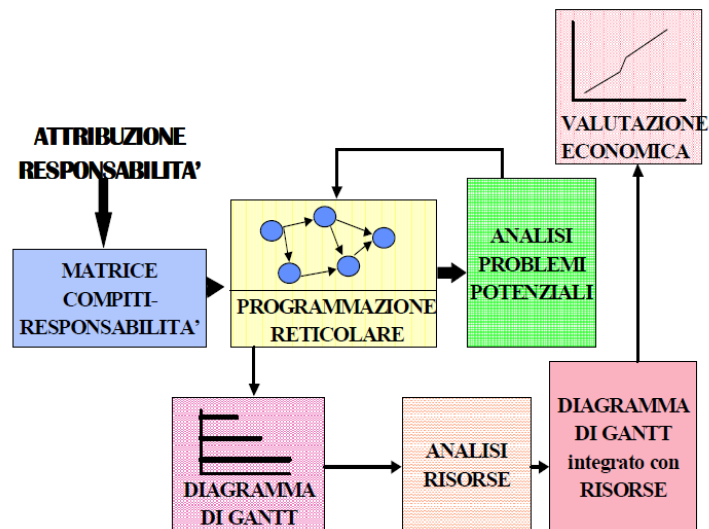 ATTRIBUZIONE
RESPONSABILITA'
MATRICE
COMPITI-
RESPONSABILITA'
PROGRAMMAZIONE
RETICOLARE
ANALISI
PROBLEMI
POTENZIALI
VALUTAZIONE
ECONOMICA
DIAGRAMMA
DI GANTT
ANALISI
RISORSE
DIAGRAMMA
DI GANTT
integrato con
RISORSE